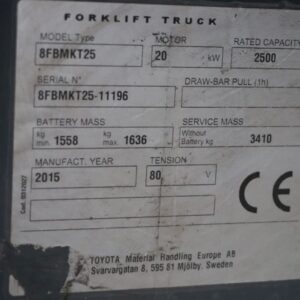 FORKLIFT TRUCK
MODEL Type MOTOR RATED CAPACITY
8FBMKT25 20 kW 2500
SERIAL N° DRAW-BAR PULL (1h)
8FBMKT25-11196
BATTERY MASS SERVICE MASS
kg min. 1558 kg max. 1636 Without Battery kg 3410
MANUFACT. YEAR TENSION
2015 80 V
CE
TOYOTA Material Handling Europe AB
Svarvargatan 8, 595 81 Mjölby, Sweden